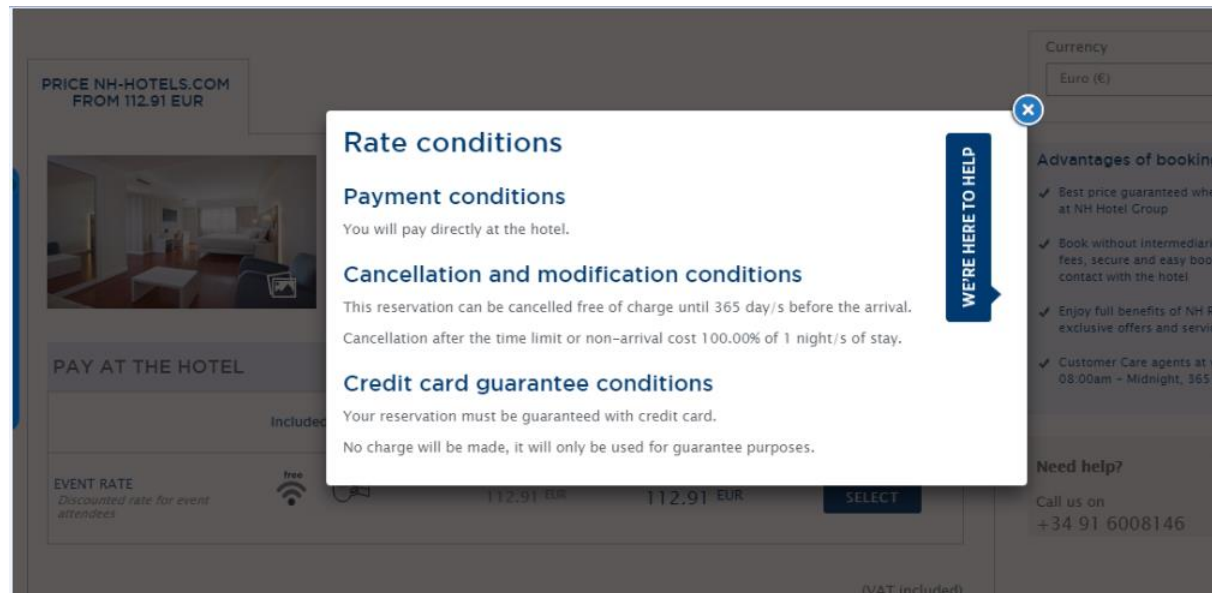 PRICE NH-HOTELS.COM
FROM 112.91 EUR
Currency
Euro (€)
Rate conditions
Payment conditions
You will pay directly at the hotel.
Cancellation and modification conditions
This reservation can be cancelled free of charge until 365 day/s before the arrival.
Cancellation after the time limit or non-arrival cost 100.00% of 1 night/s of stay.
Credit card guarantee conditions
Your reservation must be guaranteed with credit card.
No charge will be made, it will only be used for guarantee purposes.
WE'RE HERE TO HELP
PAY AT THE HOTEL
Included
EVENT RATE
Discounted rate for event
attendees
free
112.91 EUR
112.91 EUR
SELECT
(VAT included)
Advantages of booking
Best price guaranteed
at NH Hotel Group
Book without
fees, secure and easy
contact with the hotel
Enjoy full benefits of NH
exclusive offers and
Customer Care agents at
08:00am - Midnight, 365
Need help?
Call us on
+34 91 6008146